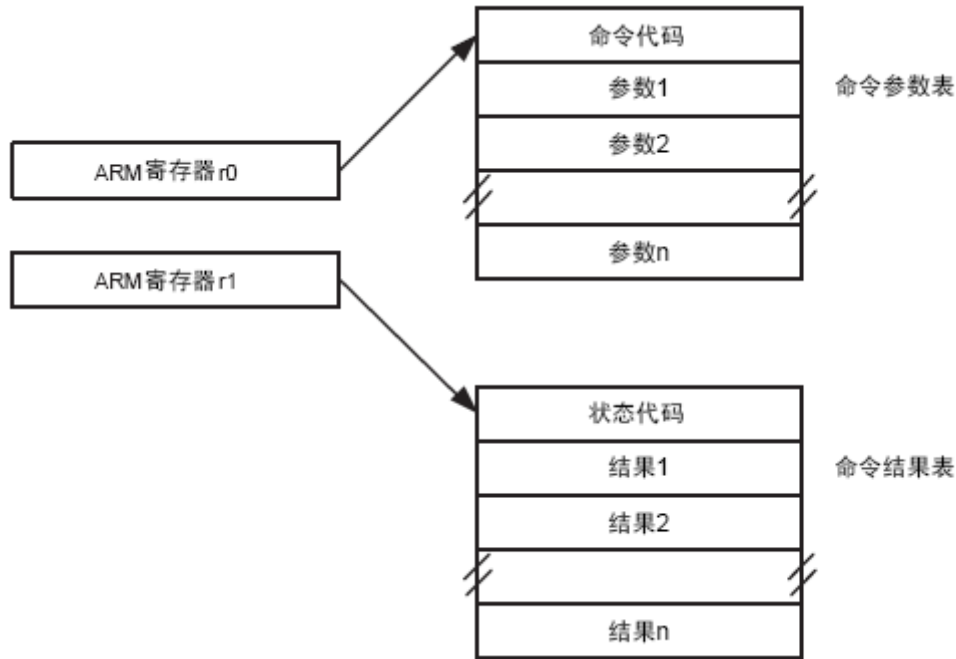 命令代码
参数1
命令参数表
参数2
ARM寄存器r0
参数n
ARM寄存器r1
状态代码
结果1
命令结果表
结果2
结果n